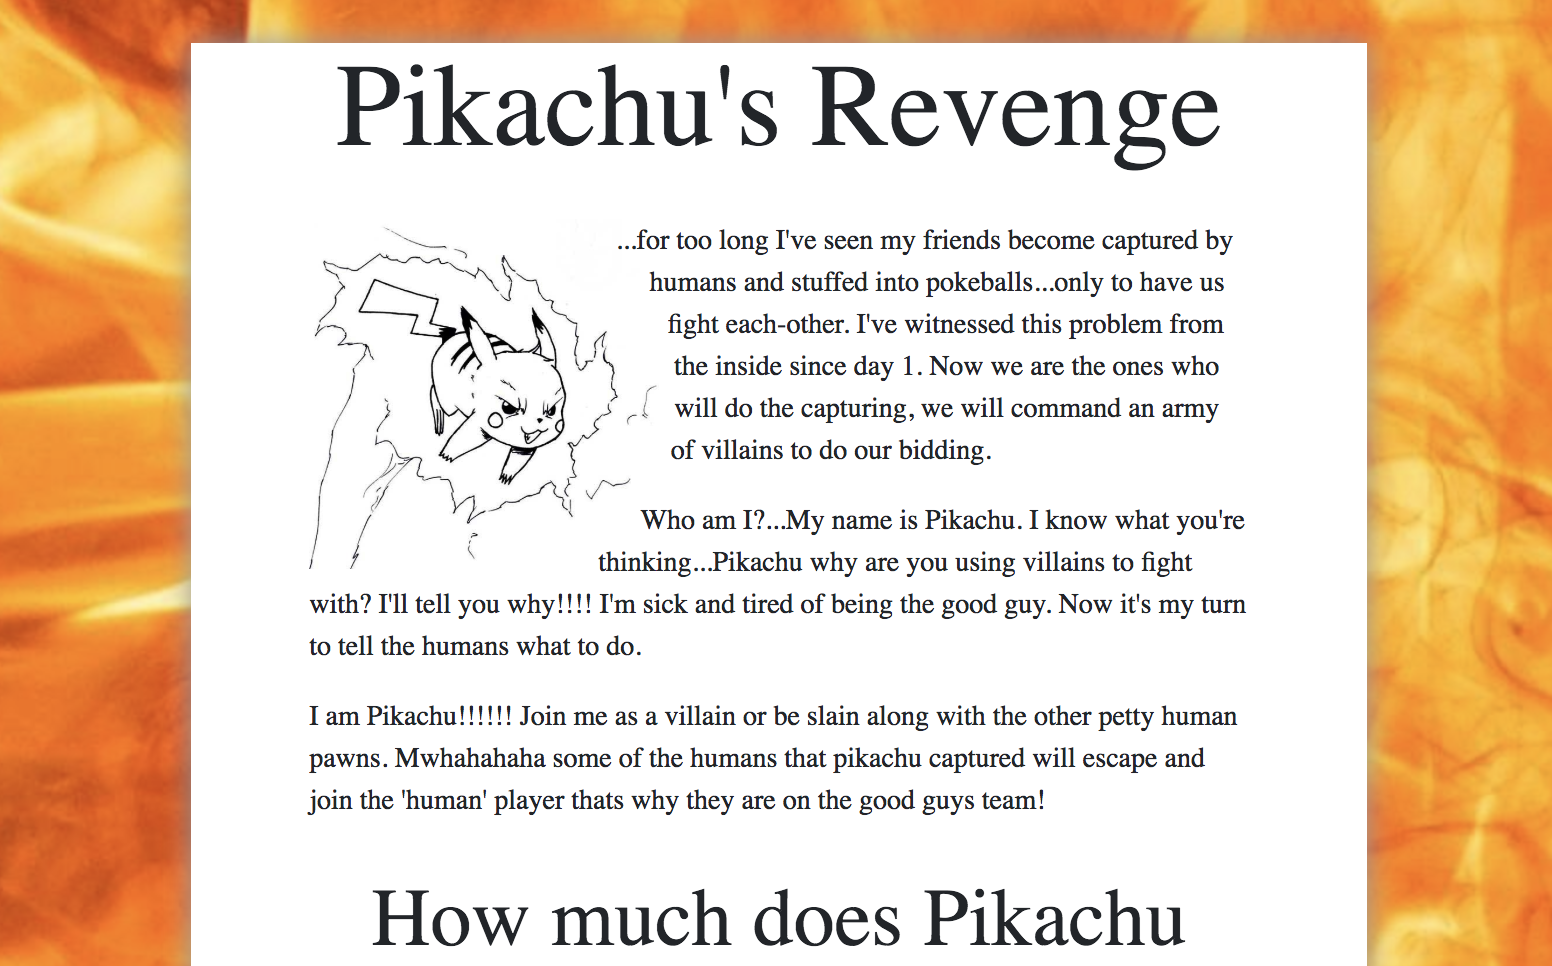 Pikachu's Revenge
...for too long I've seen my friends become captured by
humans and stuffed into pokeballs...only to have us
fight each-other. I've witnessed this problem from
the inside since day 1. Now we are the ones who
will do the capturing, we will command an army
of villains to do our bidding.
Who am I?...My name is Pikachu. I know what you're
thinking...Pikachu why are you using villains to fight
with? I'll tell you why!!!! I'm sick and tired of being the good guy. Now it's my turn
to tell the humans what to do.
I am Pikachu!!!!!! Join me as a villain or be slain along with the other petty human
pawns. Mwhahahaha some of the humans that pikachu captured will escape and
join the 'human' player thats why they are on the good guys team!
How much does Pikachu